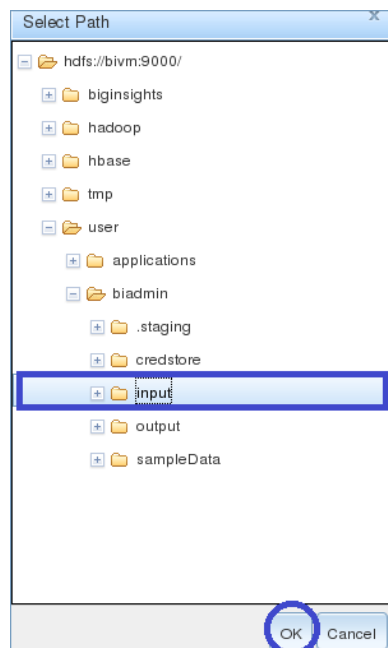 Select Path
x
hdfs://bivm:9000/
biginsights
hadoop
hbase
tmp
user
applications
biadmin
.staging
credstore
input
output
sampleData
OK Cancel